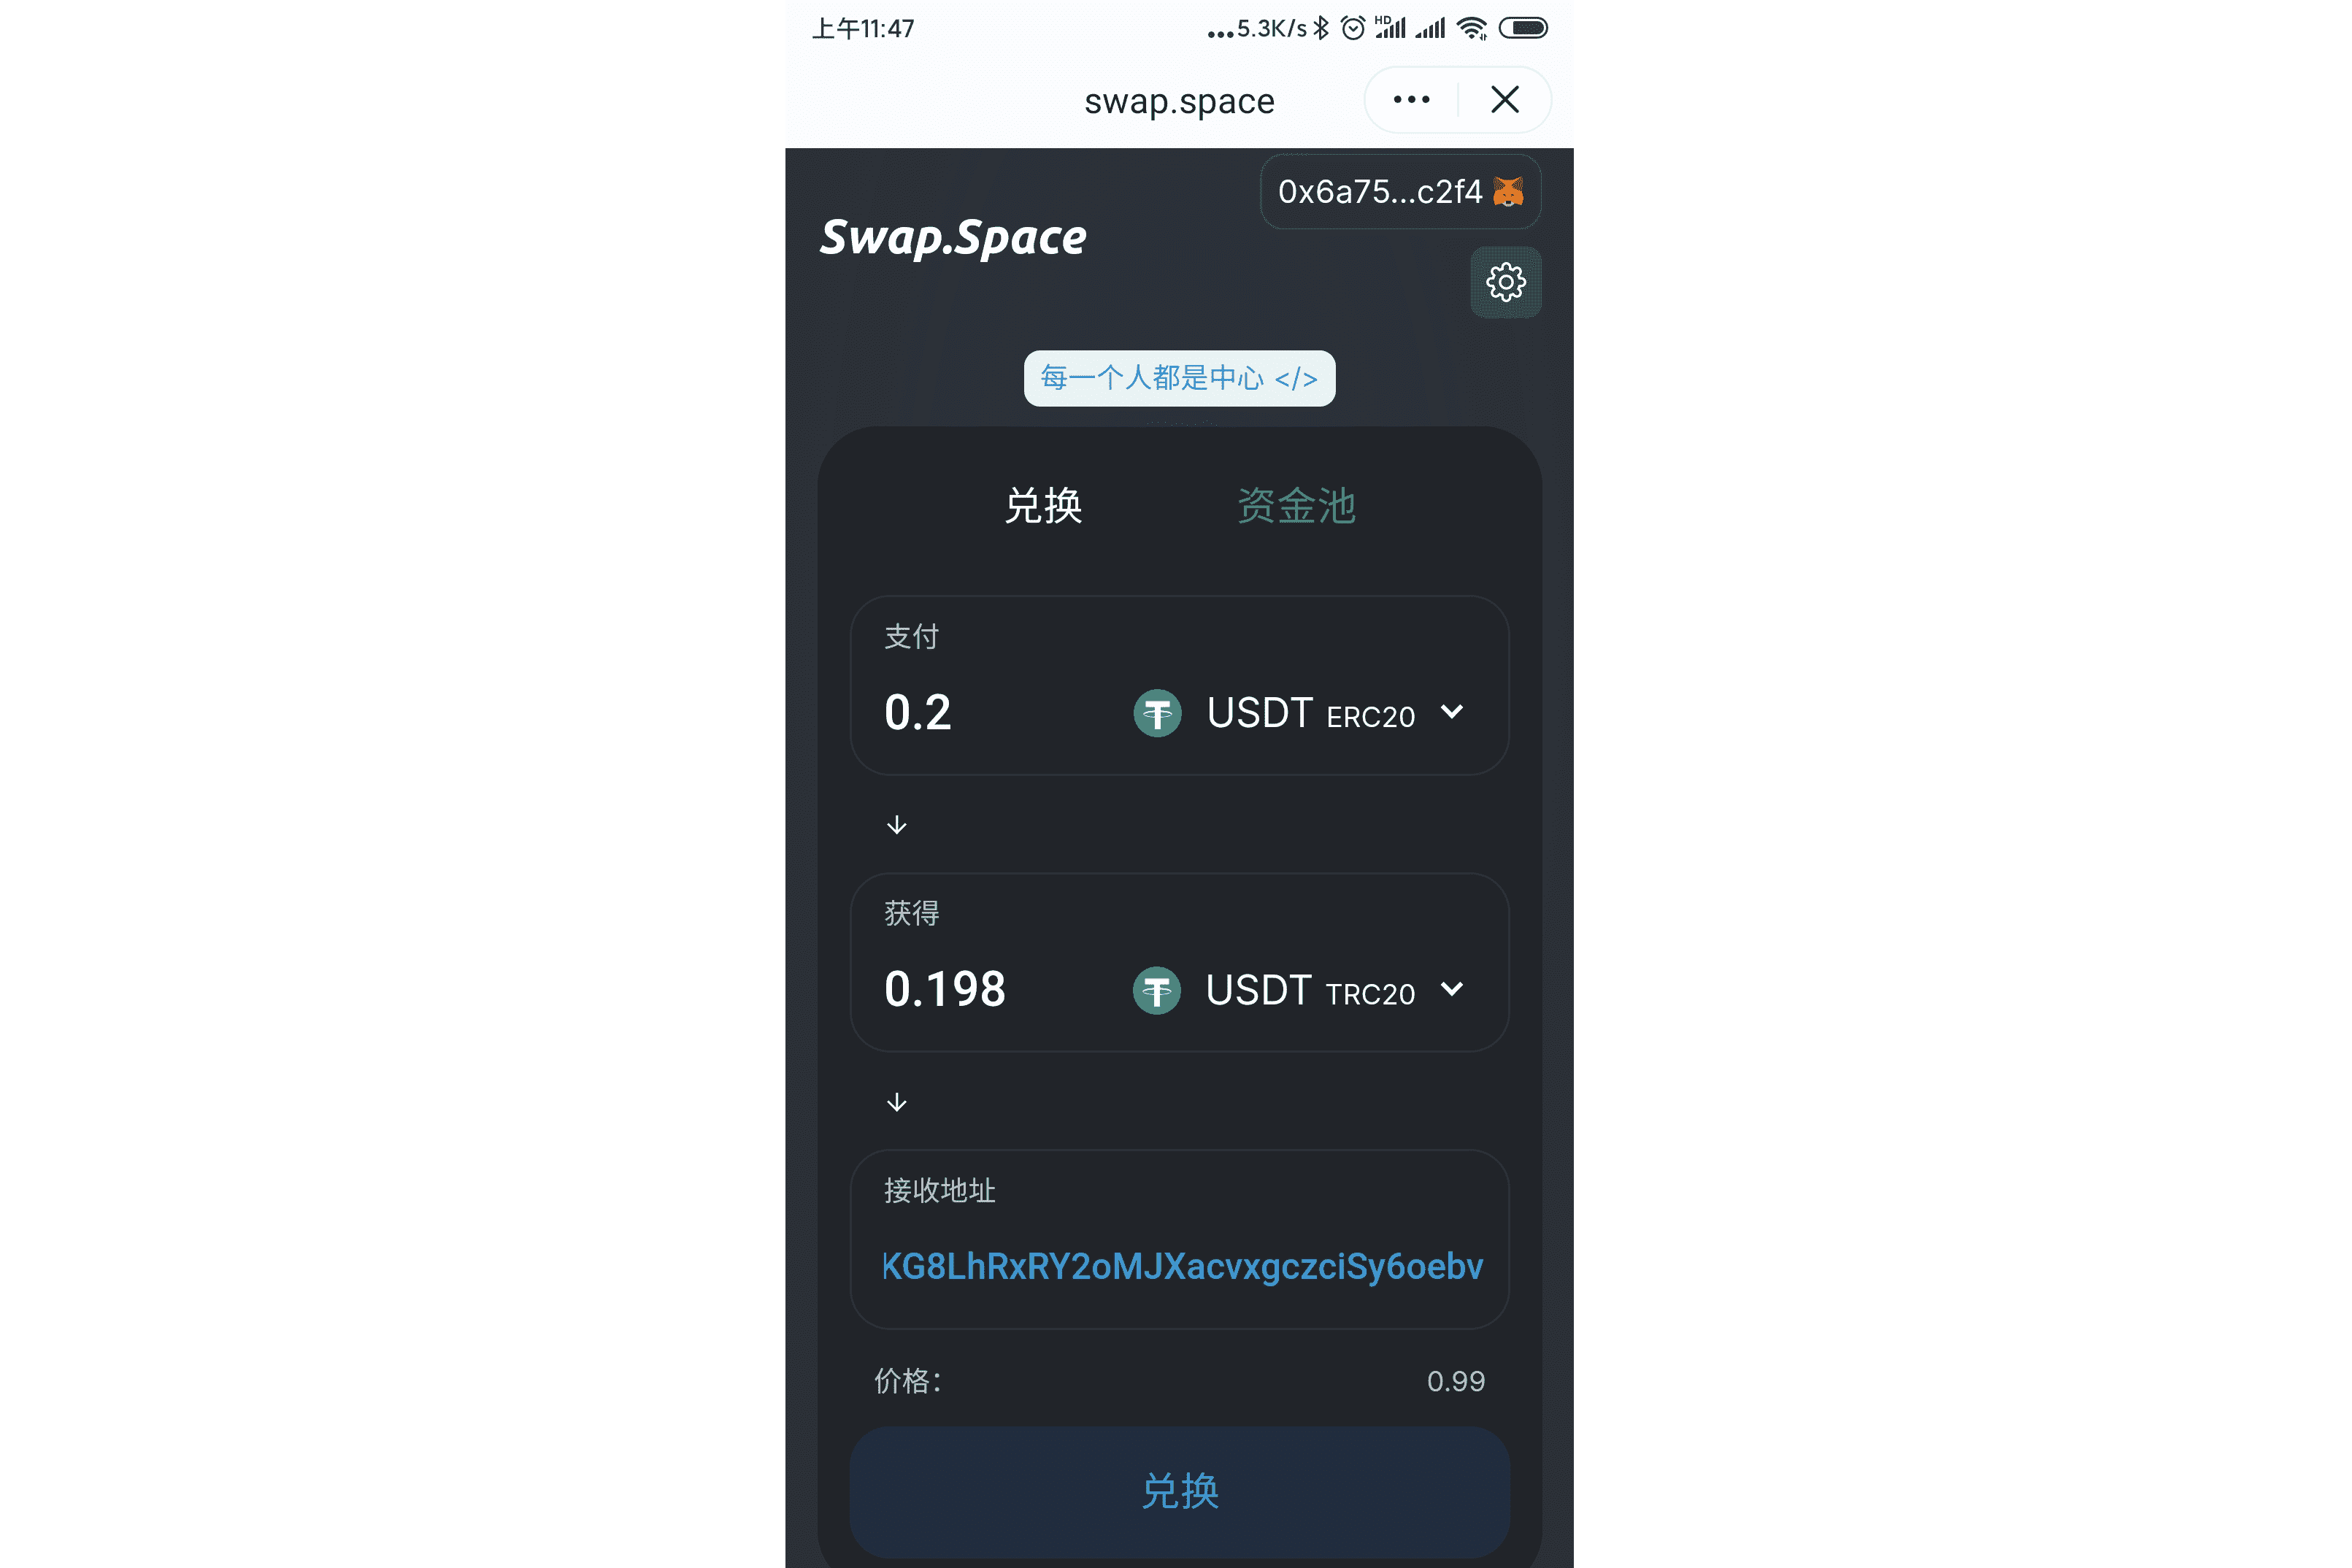 上午11:47
...5.3K/s HD
swap.space
0x6a75...c2f4
Swap.Space
每一个人都是中心 </>
兑换 资金池
支付
0.2 USDT ERC20
获得
0.198 USDT TRC20
接收地址
KG8LhRxRY2oMJXacvxgczciSy6oebv
价格: 0.99
兑换